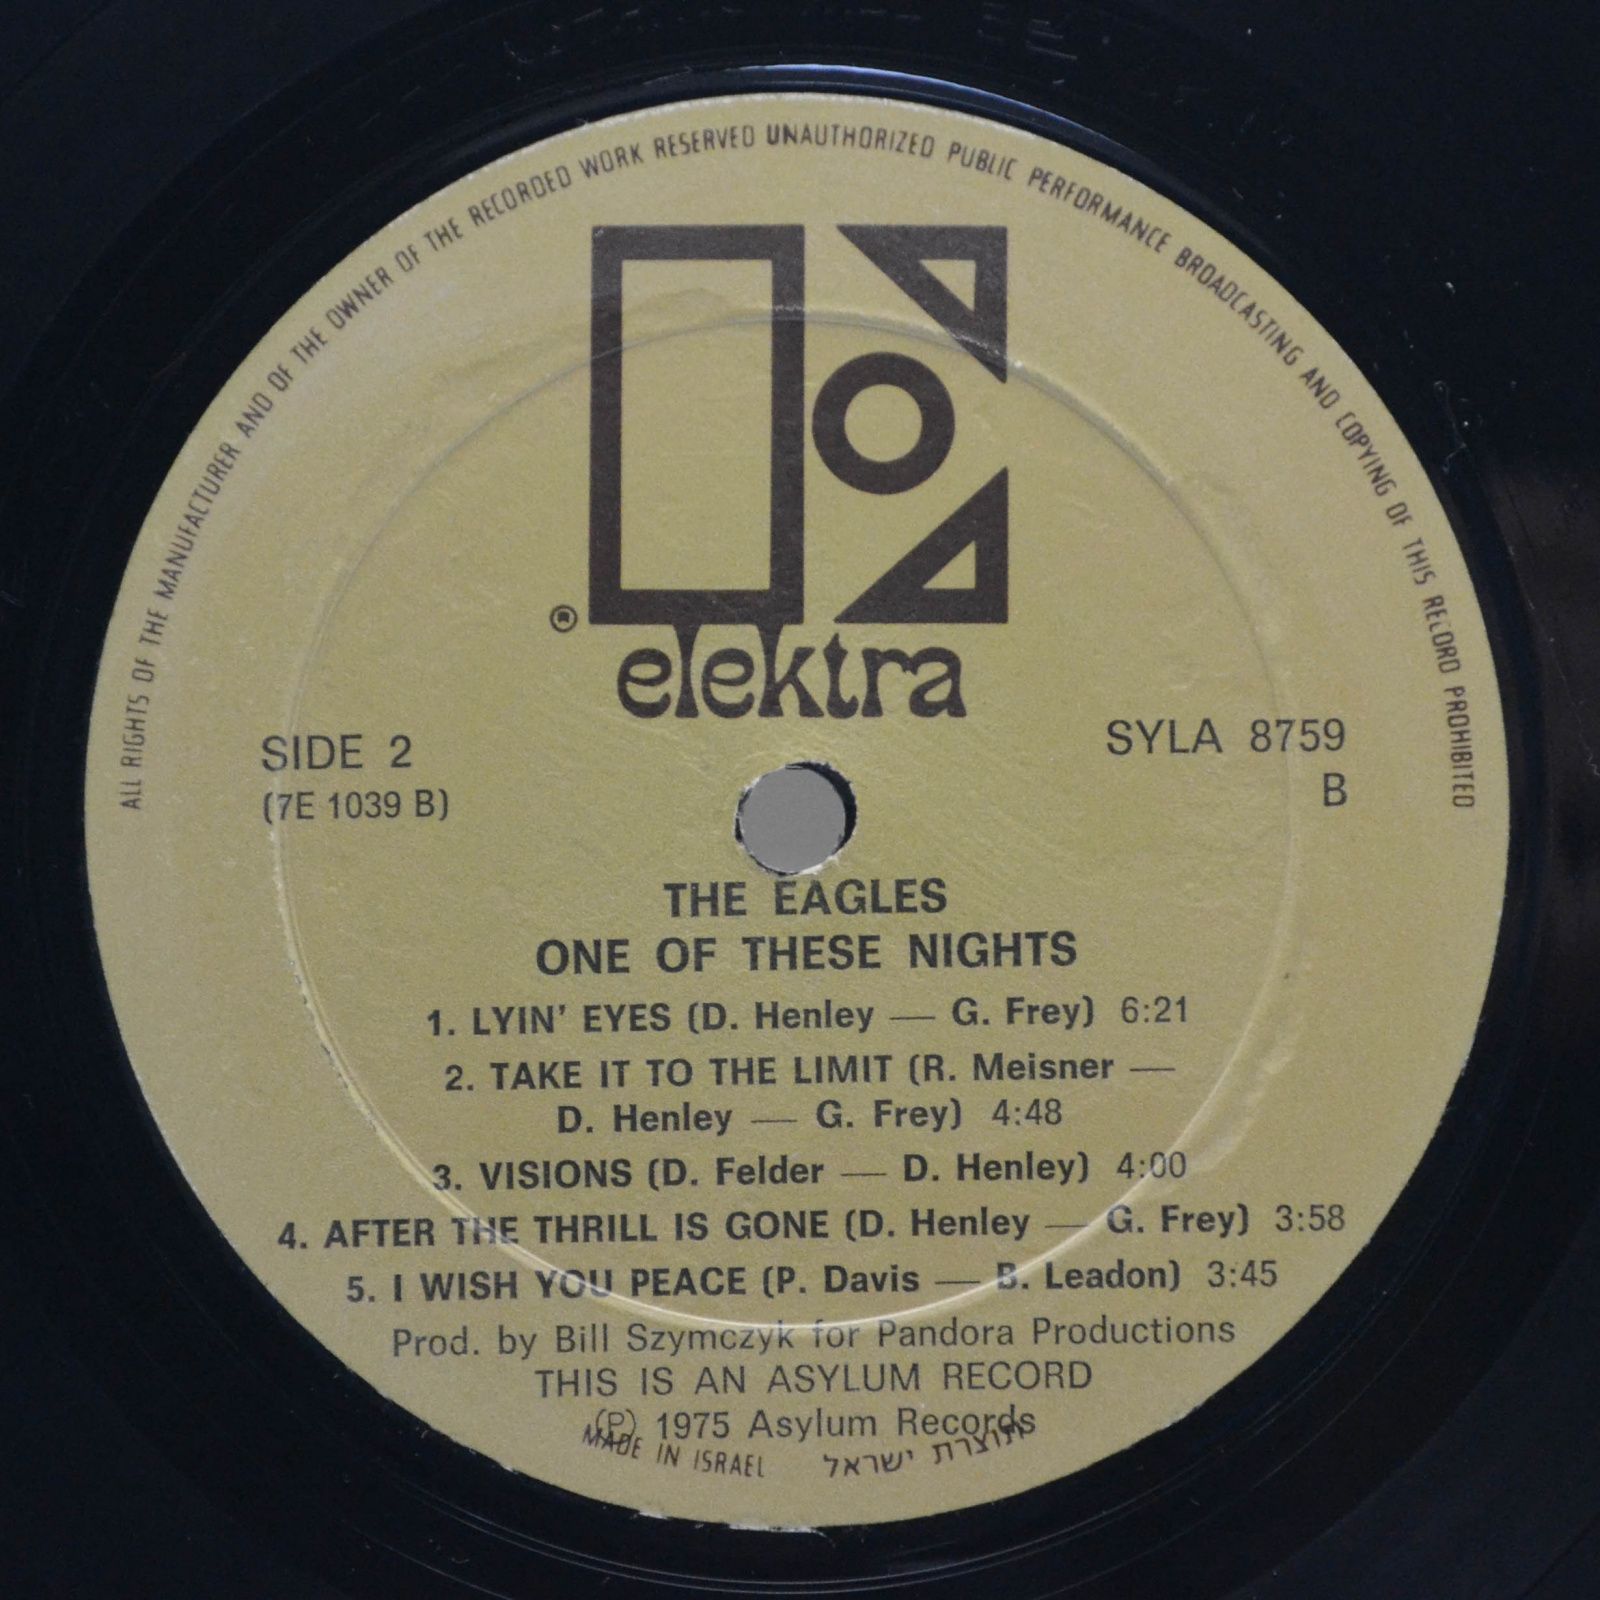 ALL RIGHTS OF THE MANUFACTURER AND OF THE OWNER OF THE RECORDED WORK RESERVED UNAUTHORIZED PUBLIC PERFORMANCE BROADCASTING AND COPYING OF THIS RECORD PROHIBITED
® elektra
SIDE 2
(7E 1039 B)
SYLA 8759
B
THE EAGLES
ONE OF THESE NIGHTS
1. LYIN' EYES (D. Henley — G. Frey) 6:21
2. TAKE IT TO THE LIMIT (R. Meisner —
D. Henley — G. Frey) 4:48
3. VISIONS (D. Felder — D. Henley) 4:00
4. AFTER THE THRILL IS GONE (D. Henley — G. Frey) 3:58
5. I WISH YOU PEACE (P. Davis — B. Leadon) 3:45
Prod. by Bill Szymczyk for Pandora Productions
THIS IS AN ASYLUM RECORD
℗ 1975 Asylum Records
MADE IN ISRAEL תוצרת ישראל